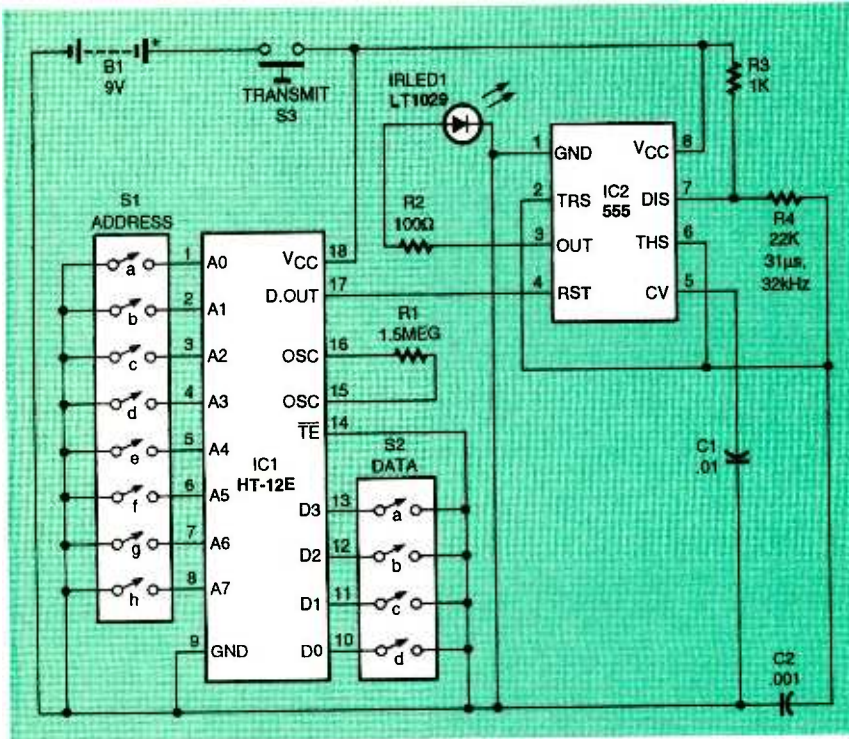 B1
9V
+
TRANSMIT
S3
IRLED1
LT1029
R3
1K
1
GND
VCC
8
2
TRS
IC2
555
DIS
7
3
OUT
THS
6
4
RST
CV
5
R4
22K
31µs,
32kHz
R2
100Ω
S1
ADDRESS
a
b
c
d
e
f
g
h
1
2
3
4
5
6
7
8
9
A0
A1
A2
A3
A4
A5
A6
A7
GND
IC1
HT-12E
VCC
18
D.OUT
17
OSC
16
OSC
15
TE
14
D3
13
D2
12
D1
11
D0
10
R1
1.5MEG
S2
DATA
a
b
c
d
C1
.01
C2
.001